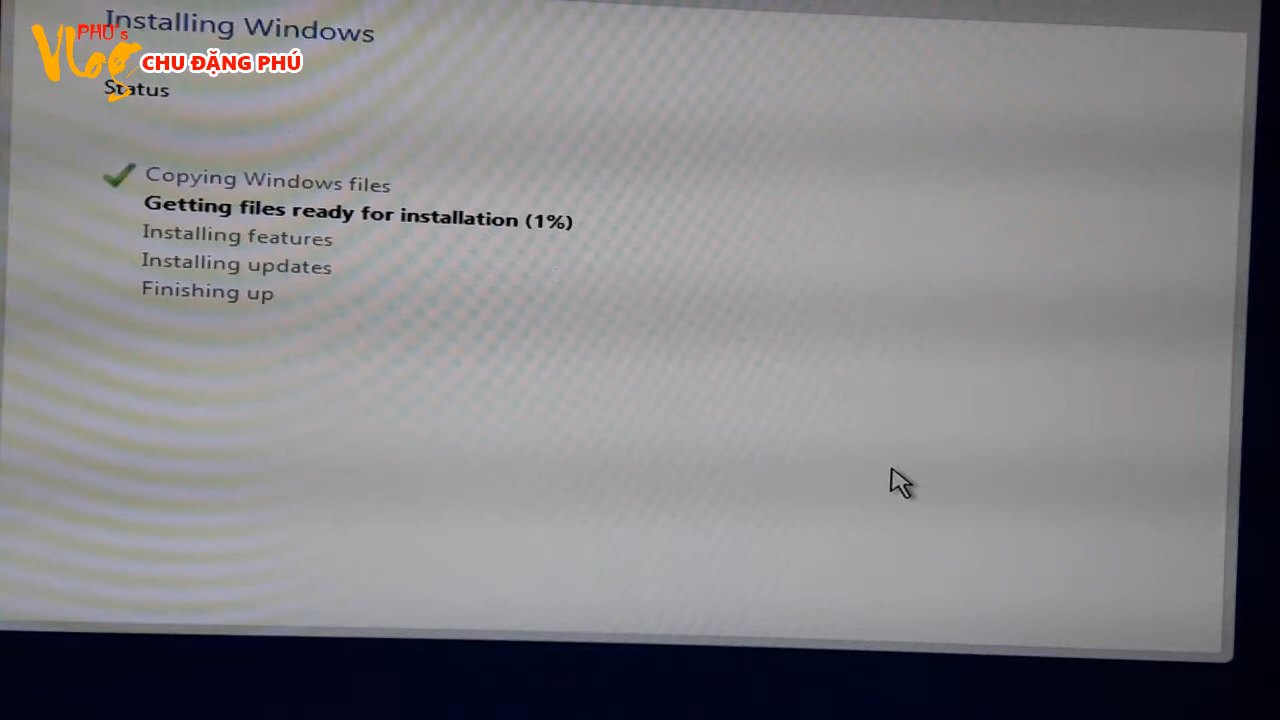 Installing Windows
PHÚ's
Vlog
CHU ĐẶNG PHÚ
Status
Copying Windows files
Getting files ready for installation (1%)
Installing features
Installing updates
Finishing up